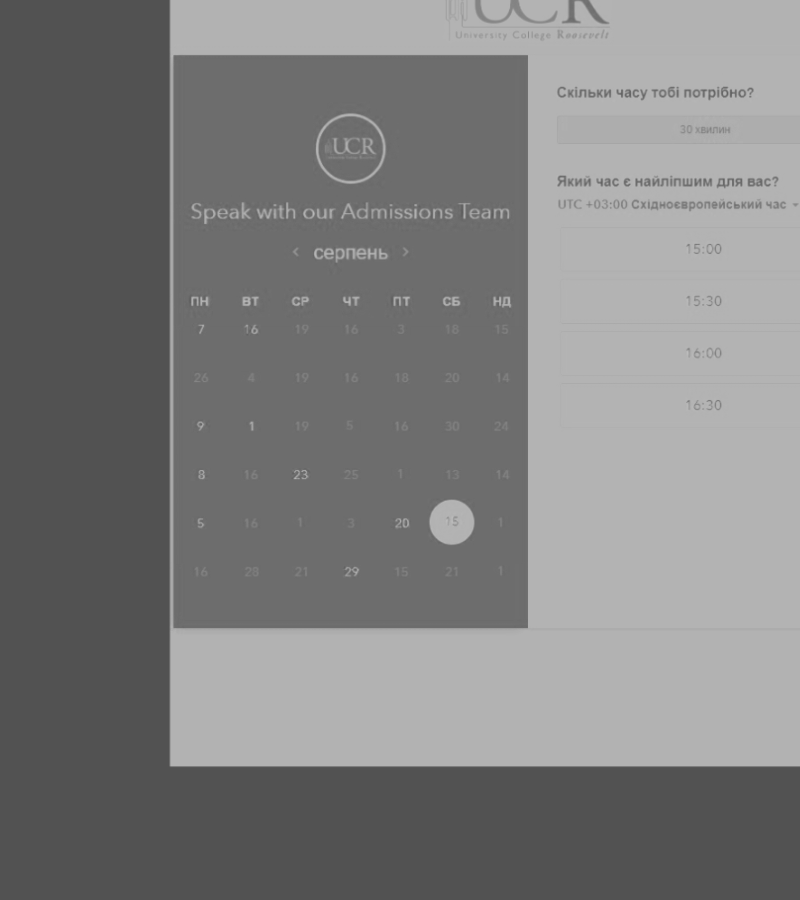 UCR
University College Roosevelt
UCR
Speak with our Admissions Team
< серпень >
ПН ВТ СР ЧТ ПТ СБ НД
7 16 19 16 3 18 15
26 4 19 16 18 20 14
9 1 19 5 16 30 24
8 16 23 25 1 13 14
5 16 1 3 20 15 1
16 28 21 29 15 21 1
Скільки часу тобі потрібно?
30 хвилин
Який час є найліпшим для вас?
UTC +03:00 Східноєвропейський час
15:00
15:30
16:00
16:30